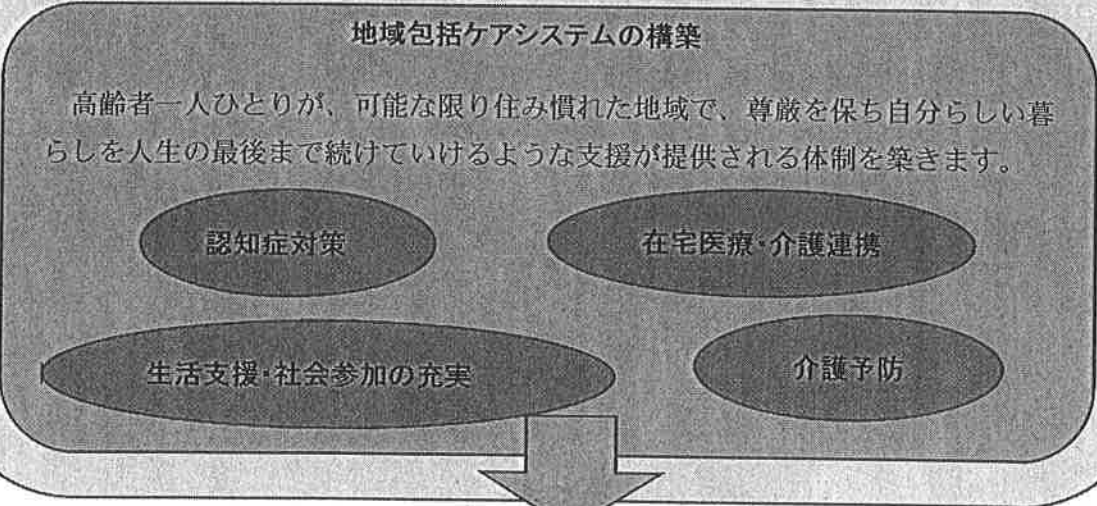 地域包括ケアシステムの構築
高齢者一人ひとりが、可能な限り住み慣れた地域で、尊厳を保ち自分らしい暮
らしを人生の最後まで続けていけるような支援が提供される体制を築きます。
認知症対策
在宅医療・介護連携
生活支援・社会参加の充実
介護予防